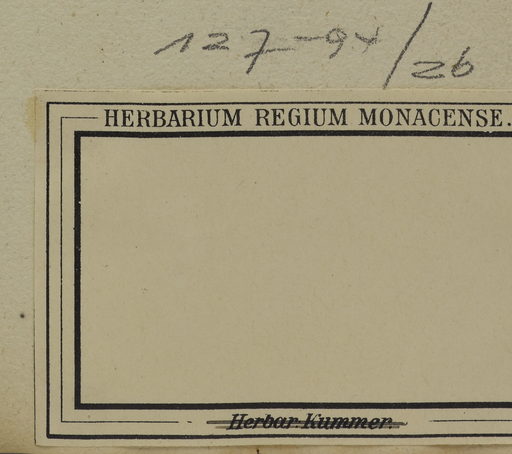 127-94/26
HERBARIUM REGIUM MONACENSE.
Herbar Kummer.